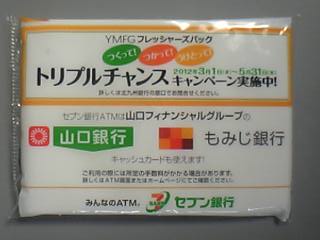 YMFG フレッシャーズパック
つくって! つかって! うけとって!
トリプルチャンス 2012年3月1日(木)〜5月31日(木)
キャンペーン実施中!
詳しくは北九州銀行の窓口でお問合せください。
セブン銀行ATMは山口フィナンシャルグループの
山口銀行 もみじ銀行
キャッシュカードも使えます!
ご利用の際には所定の手数料がかかる場合があります。
詳しくはATM画面またはホームページにてご確認ください。
みんなのATM。 セブン銀行